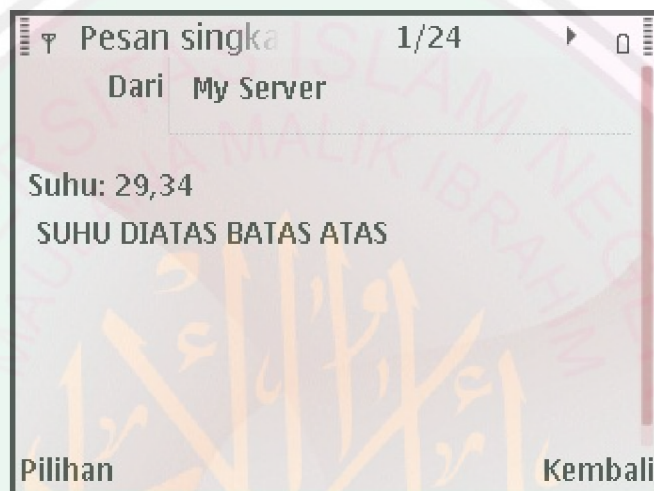 Pesan singka 1/24
Dari My Server
Suhu: 29,34
SUHU DIATAS BATAS ATAS
Pilihan Kembali